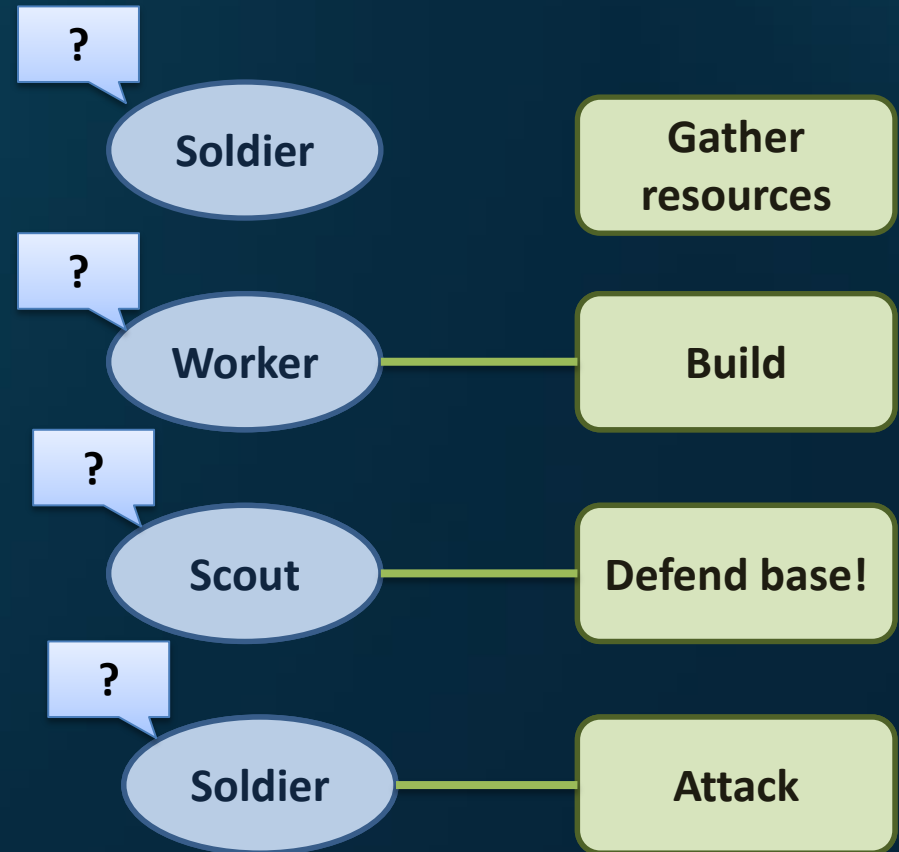 ?
Soldier
Gather
resources
?
Worker
Build
?
Scout
Defend base!
?
Soldier
Attack